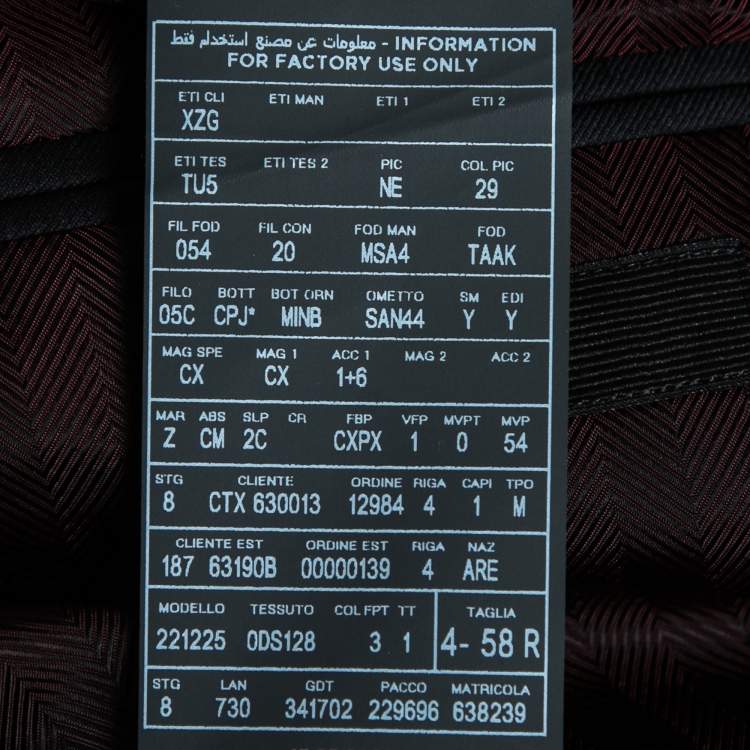 INFORMATION - معلومات عن مصنع استخدام فقط
FOR FACTORY USE ONLY
ETI CLI ETI MAN ETI 1 ETI 2
XZG
ETI TES ETI TES 2 PIC COL PIC
TU5 NE 29
FIL FOD FIL CON FOD MAN FOD
054 20 MSA4 TAAK
FILO BOTT BOT ORN OMETTO SM EDI
05C CPJ* MINB SAN44 Y Y
MAG SPE MAG 1 ACC 1 MAG 2 ACC 2
CX CX 1+6
MAR ABS SLP CR FBP VFP MVPT MVP
Z CM 2C CXPX 1 0 54
STG CLIENTE ORDINE RIGA CAPI TPO
8 CTX 630013 12984 4 1 M
CLIENTE EST ORDINE EST RIGA NAZ
187 63190B 00000139 4 ARE
MODELLO TESSUTO COL FPT TT TAGLIA
221225 0DS128 3 1 4- 58 R
STG LAN GDT PACCO MATRICOLA
8 730 341702 229696 638239